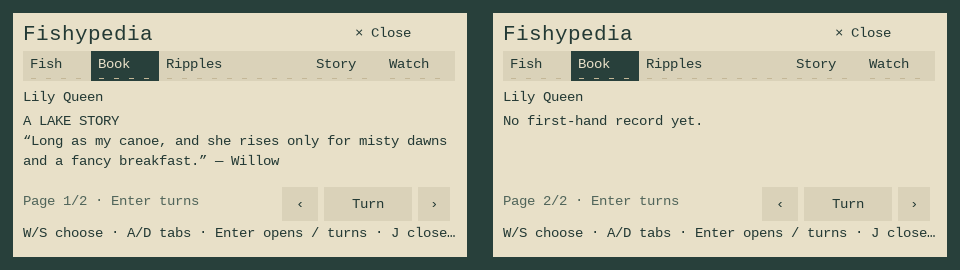 Fishypedia
× Close
Fish Book Ripples Story Watch
Lily Queen
A LAKE STORY
“Long as my canoe, and she rises only for misty dawns
and a fancy breakfast.” — Willow
Page 1/2 · Enter turns
‹ Turn ›
W/S choose · A/D tabs · Enter opens / turns · J close…
Fishypedia
× Close
Fish Book Ripples Story Watch
Lily Queen
No first-hand record yet.
Page 2/2 · Enter turns
‹ Turn ›
W/S choose · A/D tabs · Enter opens / turns · J close…